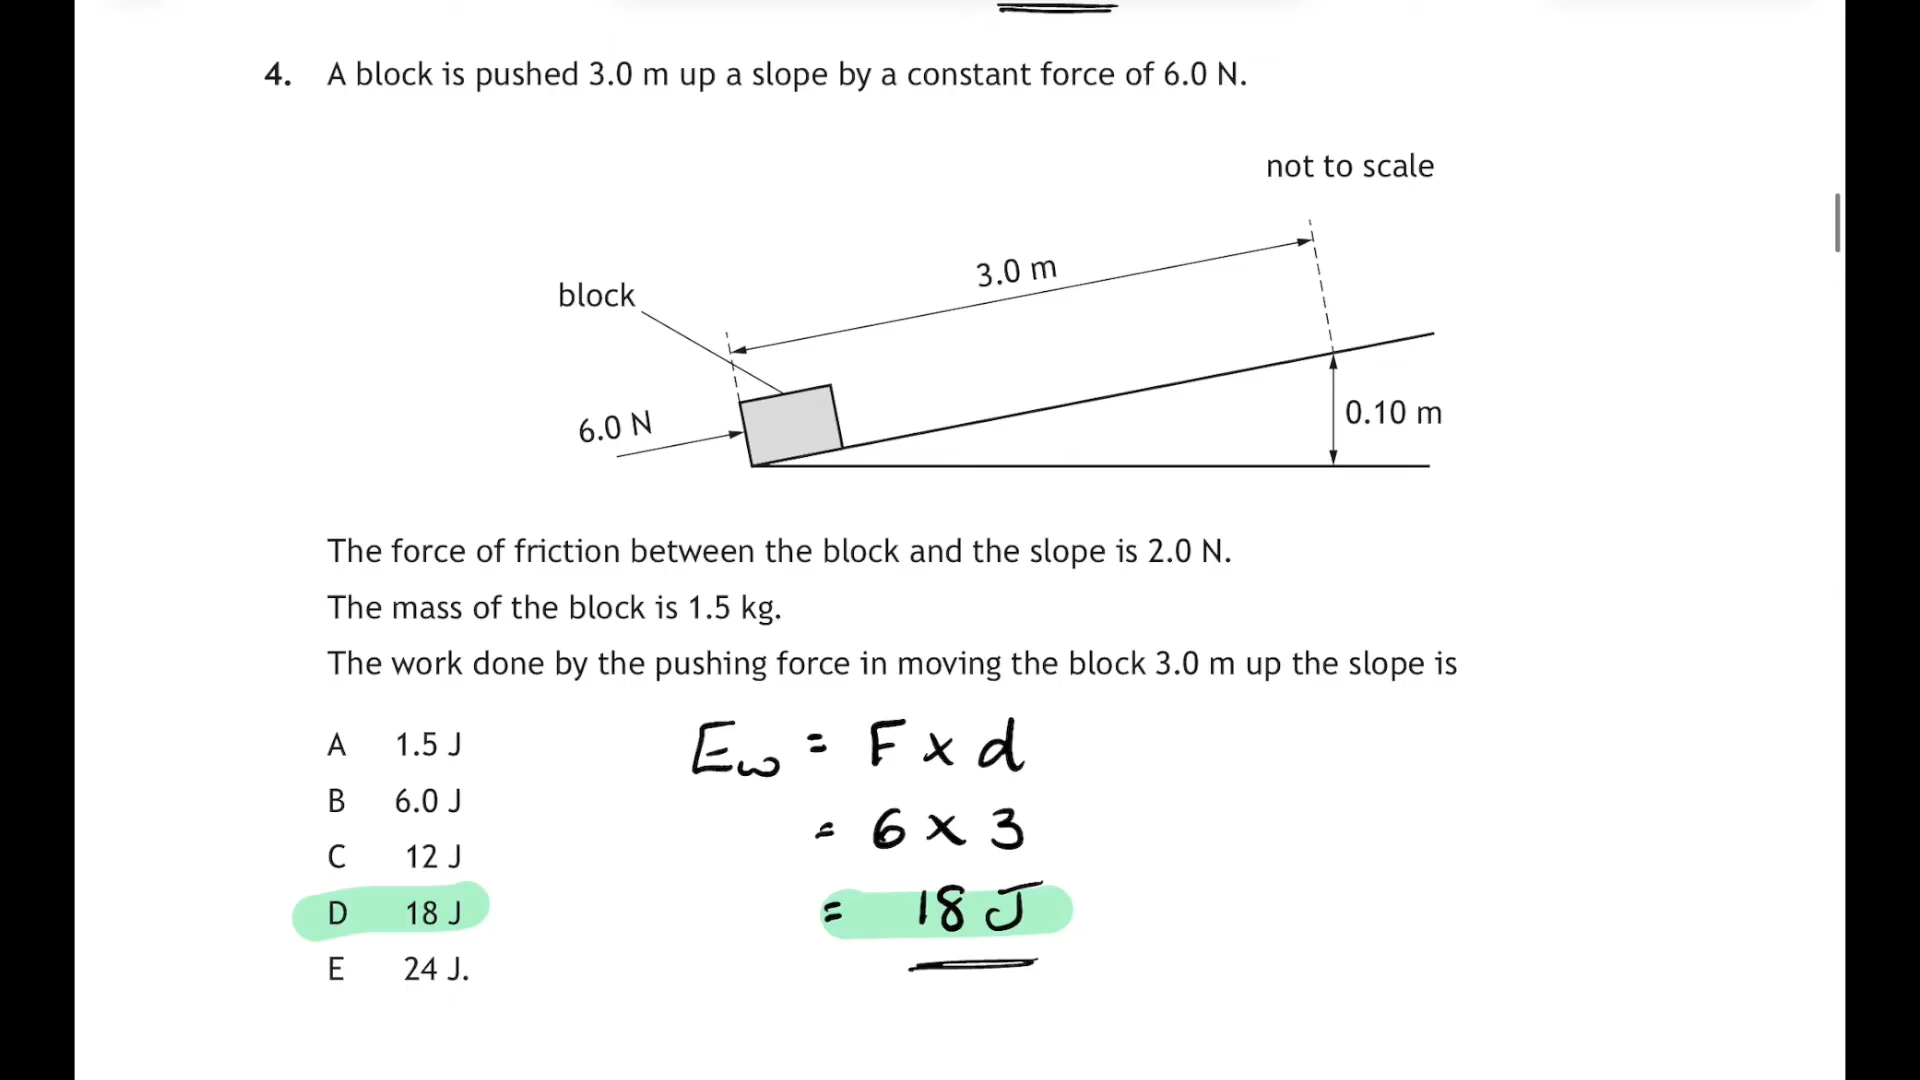 4. A block is pushed 3.0 m up a slope by a constant force of 6.0 N.
not to scale
3.0 m
block
6.0 N
0.10 m
The force of friction between the block and the slope is 2.0 N.
The mass of the block is 1.5 kg.
The work done by the pushing force in moving the block 3.0 m up the slope is
A 1.5 J
B 6.0 J
C 12 J
D 18 J
E 24 J.
Ew = F x d
= 6 x 3
= 18 J